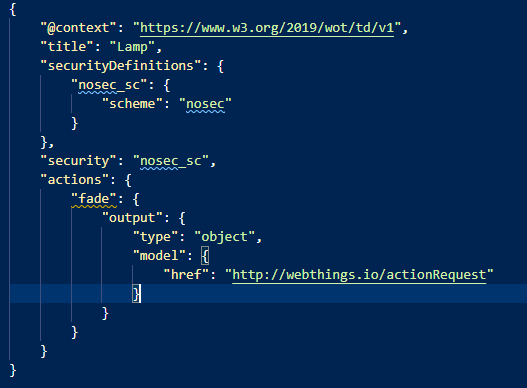 {
    "@context": "https://www.w3.org/2019/wot/td/v1",
    "title": "Lamp",
    "securityDefinitions": {
        "nosec_sc": {
            "scheme": "nosec"
        }
    },
    "security": "nosec_sc",
    "actions": {
        "fade": {
            "output": {
                "type": "object",
                "model": {
                    "href": "http://webthings.io/actionRequest"
                }
            }
        }
    }
}